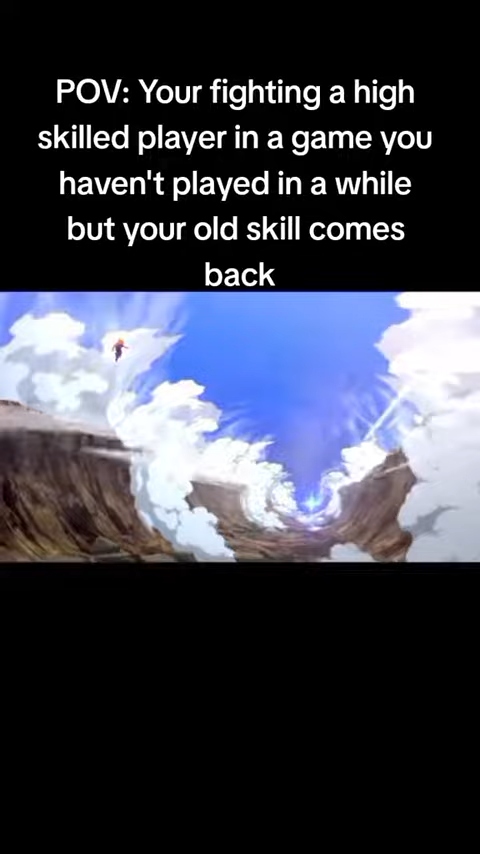 POV: Your fighting a high
skilled player in a game you
haven't played in a while
but your old skill comes
back